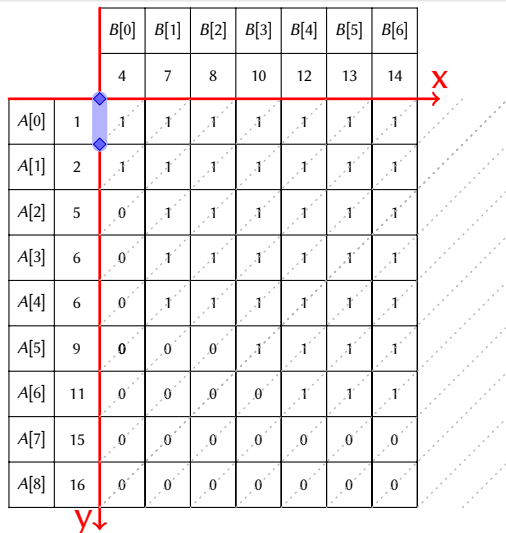 B[0] B[1] B[2] B[3] B[4] B[5] B[6]
4 7 8 10 12 13 14
x
A[0] 1 1 1 1 1 1 1 1
A[1] 2 1 1 1 1 1 1 1
A[2] 5 0 1 1 1 1 1 1
A[3] 6 0 1 1 1 1 1 1
A[4] 6 0 1 1 1 1 1 1
A[5] 9 0 0 0 1 1 1 1
A[6] 11 0 0 0 0 1 1 1
A[7] 15 0 0 0 0 0 0 0
A[8] 16 0 0 0 0 0 0 0
y